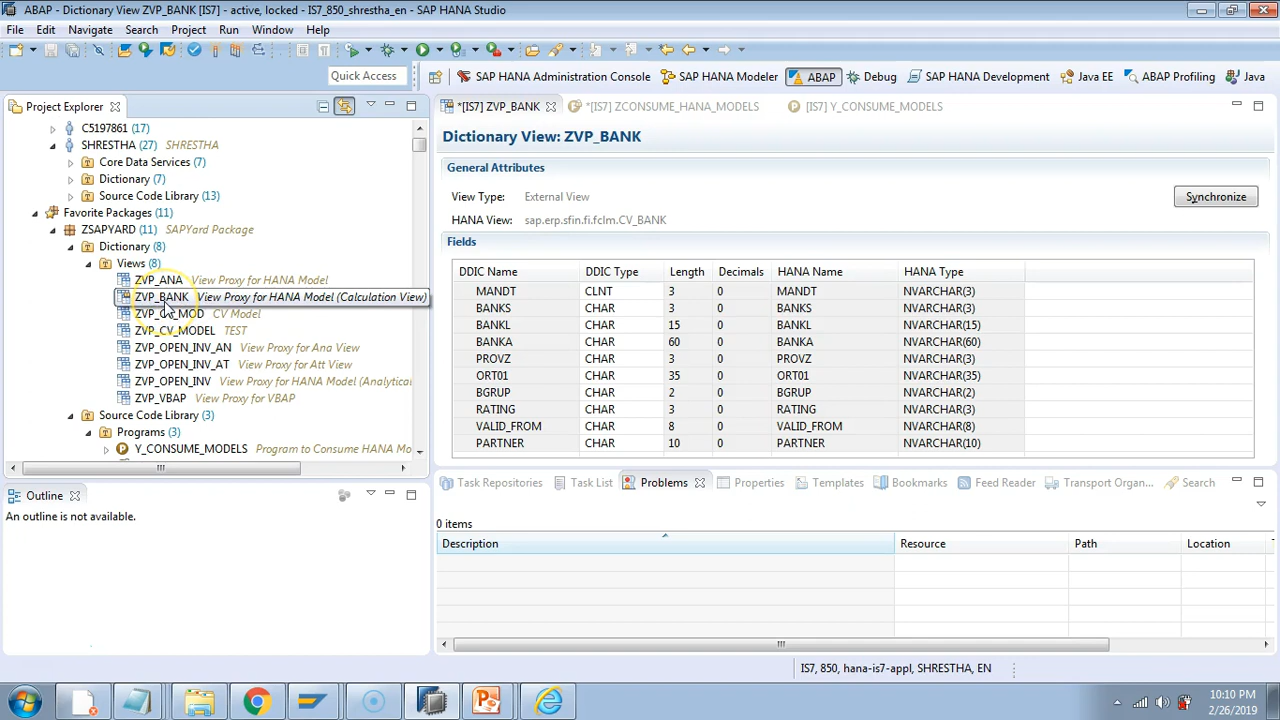 ABAP - Dictionary View ZVP_BANK [IS7] - active, locked - IS7_850_shrestha_en - SAP HANA Studio
File Edit Navigate Search Project Run Window Help
Quick Access
SAP HANA Administration Console SAP HANA Modeler ABAP Debug SAP HANA Development Java EE ABAP Profiling Java
Project Explorer
C5197861 (17)
SHRESTHA (27) SHRESTHA
Core Data Services (7)
Dictionary (7)
Source Code Library (13)
Favorite Packages (11)
ZSAPYARD (11) SAPYard Package
Dictionary (8)
Views (8)
ZVP_ANA View Proxy for HANA Model
ZVP_BANK View Proxy for HANA Model (Calculation View)
CV Model
ZVP_CV_MODEL TEST
ZVP_OPEN_INV_AN View Proxy for Ana View
ZVP_OPEN_INV_AT View Proxy for Att View
ZVP_OPEN_INV View Proxy for HANA Model (Analytical
ZVP_VBAP View Proxy for VBAP
Source Code Library (3)
Programs (3)
Y_CONSUME_MODELS Program to Consume HANA Mo
*[IS7] ZVP_BANK *[IS7] ZCONSUME_HANA_MODELS [IS7] Y_CONSUME_MODELS
Dictionary View: ZVP_BANK
General Attributes
View Type: External View
Synchronize
HANA View: sap.erp.sfin.fi.fclm.CV_BANK
Fields
DDIC Name DDIC Type Length Decimals HANA Name HANA Type
MANDT CLNT 3 0 MANDT NVARCHAR(3)
BANKS CHAR 3 0 BANKS NVARCHAR(3)
BANKL CHAR 15 0 BANKL NVARCHAR(15)
BANKA CHAR 60 0 BANKA NVARCHAR(60)
PROVZ CHAR 3 0 PROVZ NVARCHAR(3)
ORT01 CHAR 35 0 ORT01 NVARCHAR(35)
BGRUP CHAR 2 0 BGRUP NVARCHAR(2)
RATING CHAR 3 0 RATING NVARCHAR(3)
VALID_FROM CHAR 8 0 VALID_FROM NVARCHAR(8)
PARTNER CHAR 10 0 PARTNER NVARCHAR(10)
Outline
An outline is not available.
Task Repositories Task List Problems Properties Templates Bookmarks Feed Reader Transport Organ... Search
0 items
Description Resource Path Location
IS7, 850, hana-is7-appl, SHRESTHA, EN
10:10 PM
2/26/2019